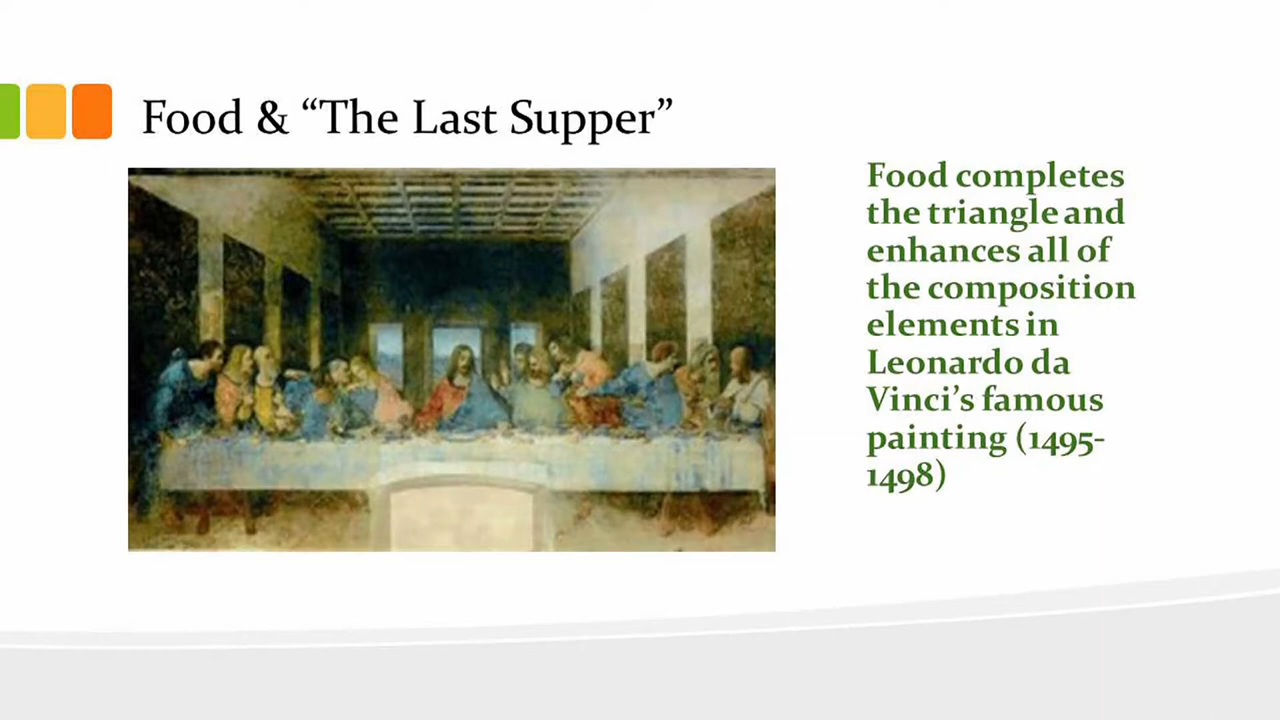 Food & “The Last Supper”
Food completes
the triangle and
enhances all of
the composition
elements in
Leonardo da
Vinci’s famous
painting (1495-
1498)